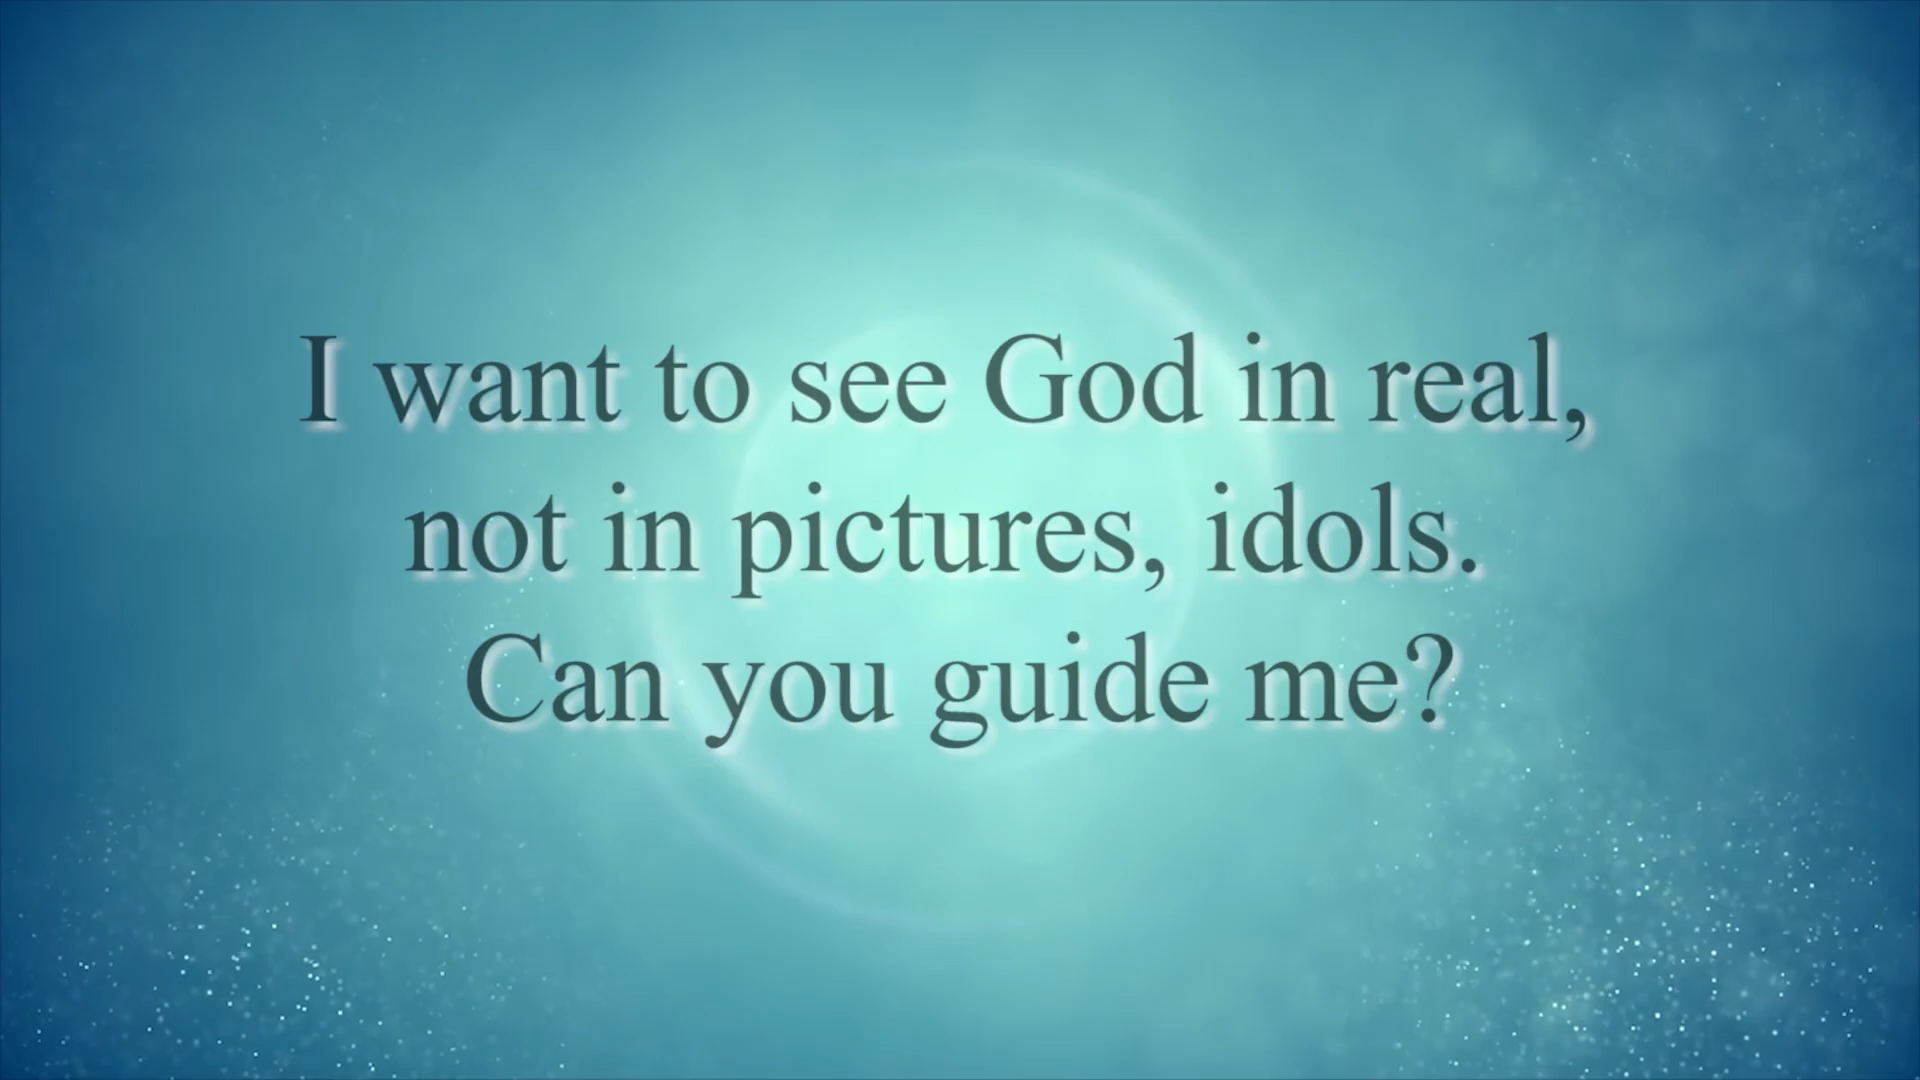 I want to see God in real,
not in pictures, idols.
Can you guide me?